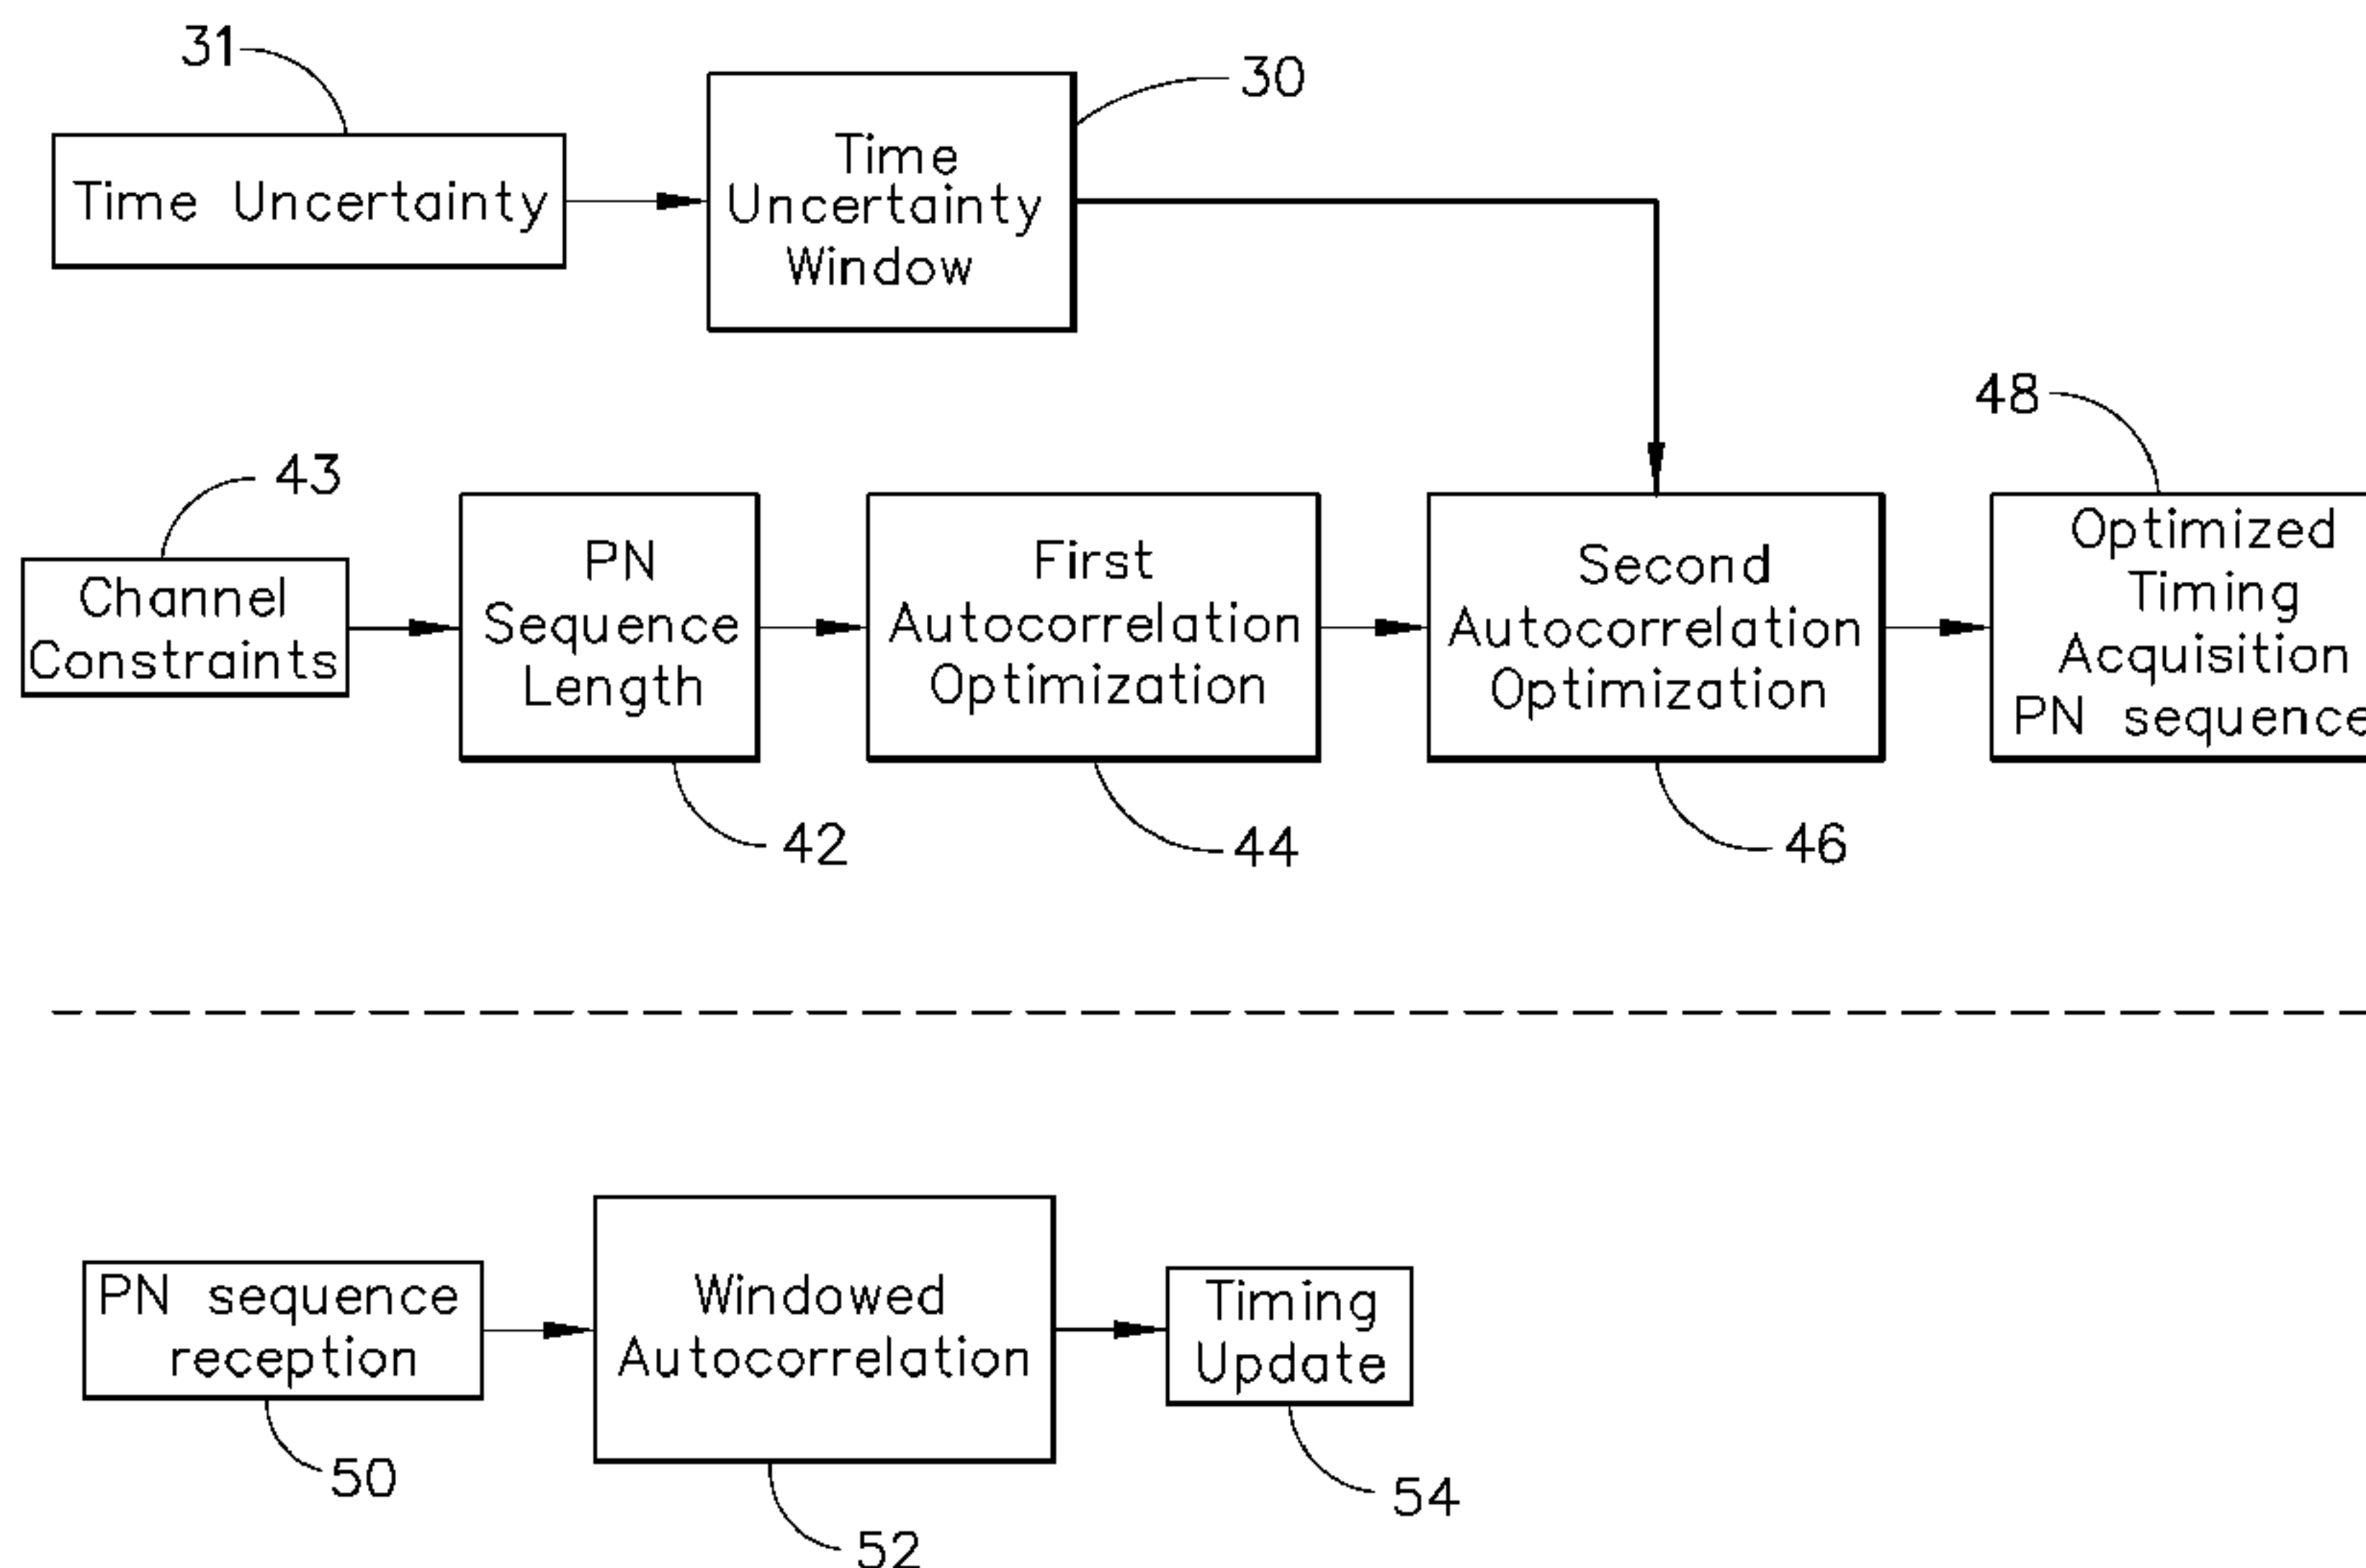 31
30
Time Uncertainty
Time
Uncertainty
Window
48
43
Channel
Constraints
PN
Sequence
Length
First
Autocorrelation
Optimization
Second
Autocorrelation
Optimization
Optimized
Timing
Acquisition
PN sequence
42
44
46
PN sequence
reception
Windowed
Autocorrelation
Timing
Update
50
52
54